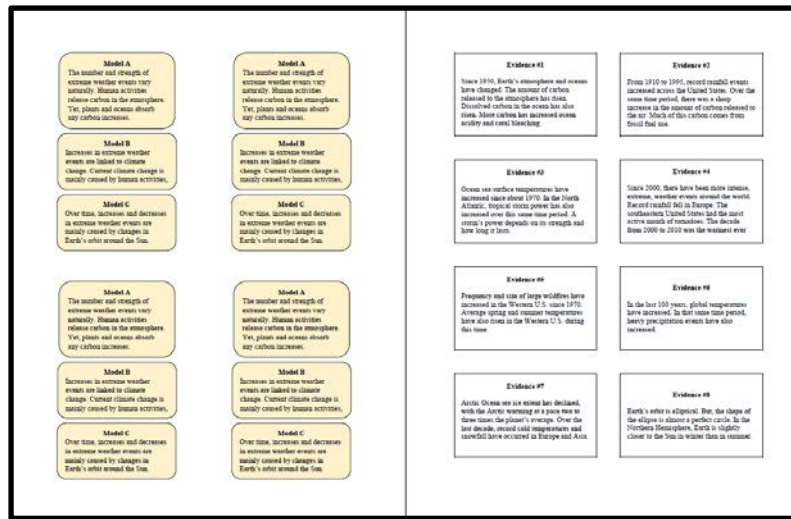 Model A
The number and strength of
extreme weather events vary
naturally. Human activities
release carbon in the atmosphere.
Yet, plants and oceans absorb
any carbon increases.
Model B
Increases in extreme weather
events are linked to climate
change. Current climate change is
mainly caused by human activities,
Model C
Over time, increases and decreases
in extreme weather events are
mainly caused by changes in
Earth's orbit around the Sun.
Model A
The number and strength of
extreme weather events vary
naturally. Human activities
release carbon in the atmosphere.
Yet, plants and oceans absorb
any carbon increases.
Model B
Increases in extreme weather
events are linked to climate
change. Current climate change is
mainly caused by human activities,
Model C
Over time, increases and decreases
in extreme weather events are
mainly caused by changes in
Earth's orbit around the Sun.
Model A
The number and strength of
extreme weather events vary
naturally. Human activities
release carbon in the atmosphere.
Yet, plants and oceans absorb
any carbon increases.
Model B
Increases in extreme weather
events are linked to climate
change. Current climate change is
mainly caused by human activities,
Model C
Over time, increases and decreases
in extreme weather events are
mainly caused by changes in
Earth's orbit around the Sun.
Model A
The number and strength of
extreme weather events vary
naturally. Human activities
release carbon in the atmosphere.
Yet, plants and oceans absorb
any carbon increases.
Model B
Increases in extreme weather
events are linked to climate
change. Current climate change is
mainly caused by human activities,
Model C
Over time, increases and decreases
in extreme weather events are
mainly caused by changes in
Earth's orbit around the Sun.
Evidence #1
Since 1950, Earth's atmosphere and oceans
have changed. The amount of carbon
released to the atmosphere has risen.
Dissolved carbon in the ocean has also
risen. More carbon has increased ocean
acidity and coral bleaching.
Evidence #2
From 1910 to 1995, record rainfall events
increased across the United States. Over the
same time period, there was a sharp
increase in the amount of carbon released to
the air. Much of this carbon comes from
fossil fuel use.
Evidence #3
Ocean sea surface temperatures have
increased since about 1970. In the North
Atlantic, tropical storm power has also
increased over this same time period. A
storm's power depends on its strength and
how long it lasts.
Evidence #4
Since 2000, there have been more intense,
extreme, weather events around the world.
Record rainfall fell in Europe. The
southeastern United States had the most
active month of tornadoes. The decade
from 2000 to 2010 was the warmest ever
Evidence #5
Frequency and size of large wildfires have
increased in the Western U.S. since 1970.
Average spring and summer temperatures
have also risen in the Western U.S. during
this time.
Evidence #6
In the last 100 years, global temperatures
have increased. In that same time period,
heavy precipitation events have also
increased.
Evidence #7
Arctic Ocean sea ice extent has declined,
with the Arctic warming at a pace two to
three times the planet's average. Over the
last decade, record cold temperatures and
snowfall have occurred in Europe and Asia.
Evidence #8
Earth's orbit is elliptical. But, the shape of
the ellipse is almost a perfect circle. In the
Northern Hemisphere, Earth is slightly
closer to the Sun in winter than in summer.